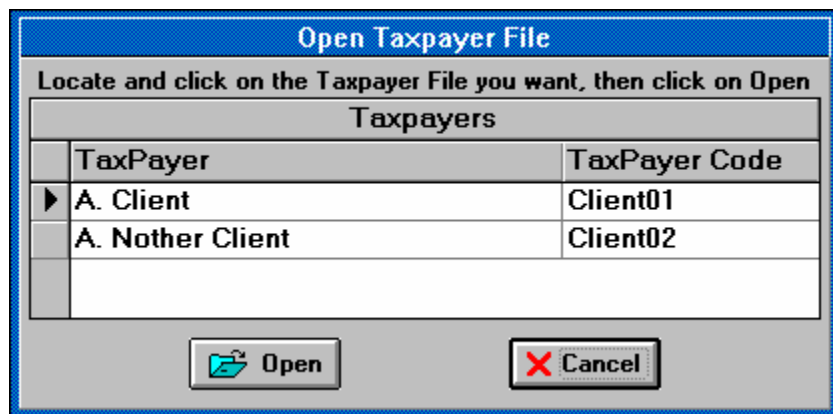 Open Taxpayer File
Locate and click on the Taxpayer File you want, then click on Open
Taxpayers
TaxPayer TaxPayer Code
A. Client Client01
A. Nother Client Client02
Open Cancel